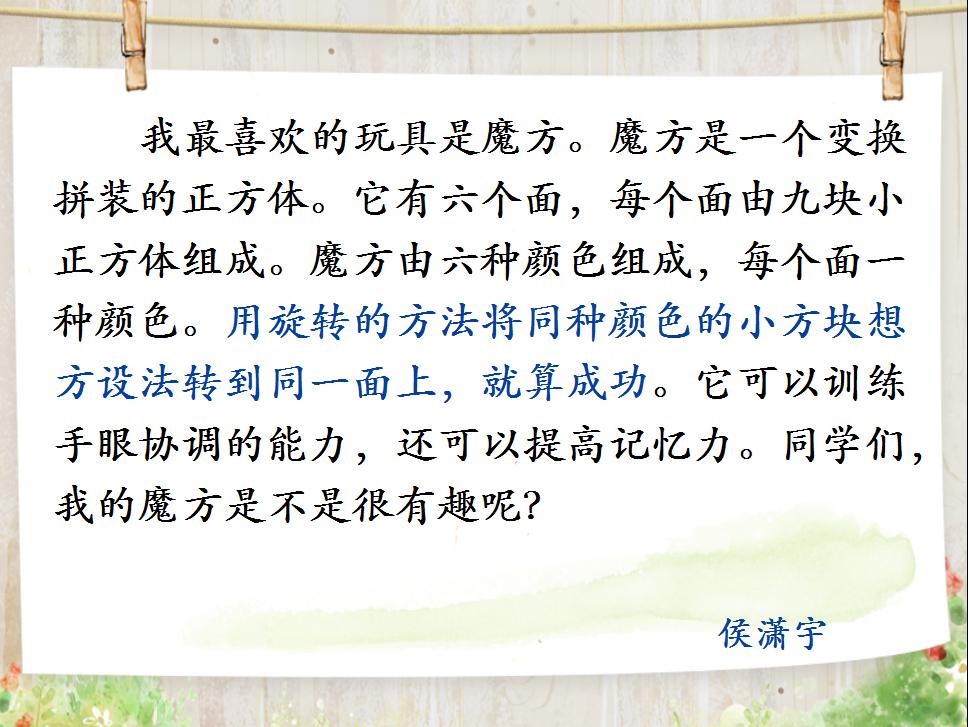 我最喜欢的玩具是魔方。魔方是一个变换
拼装的正方体。它有六个面，每个面由九块小
正方体组成。魔方由六种颜色组成，每个面一
种颜色。用旋转的方法将同种颜色的小方块想
方设法转到同一面上，就算成功。它可以训练
手眼协调的能力，还可以提高记忆力。同学们，
我的魔方是不是很有趣呢？
侯潇宇